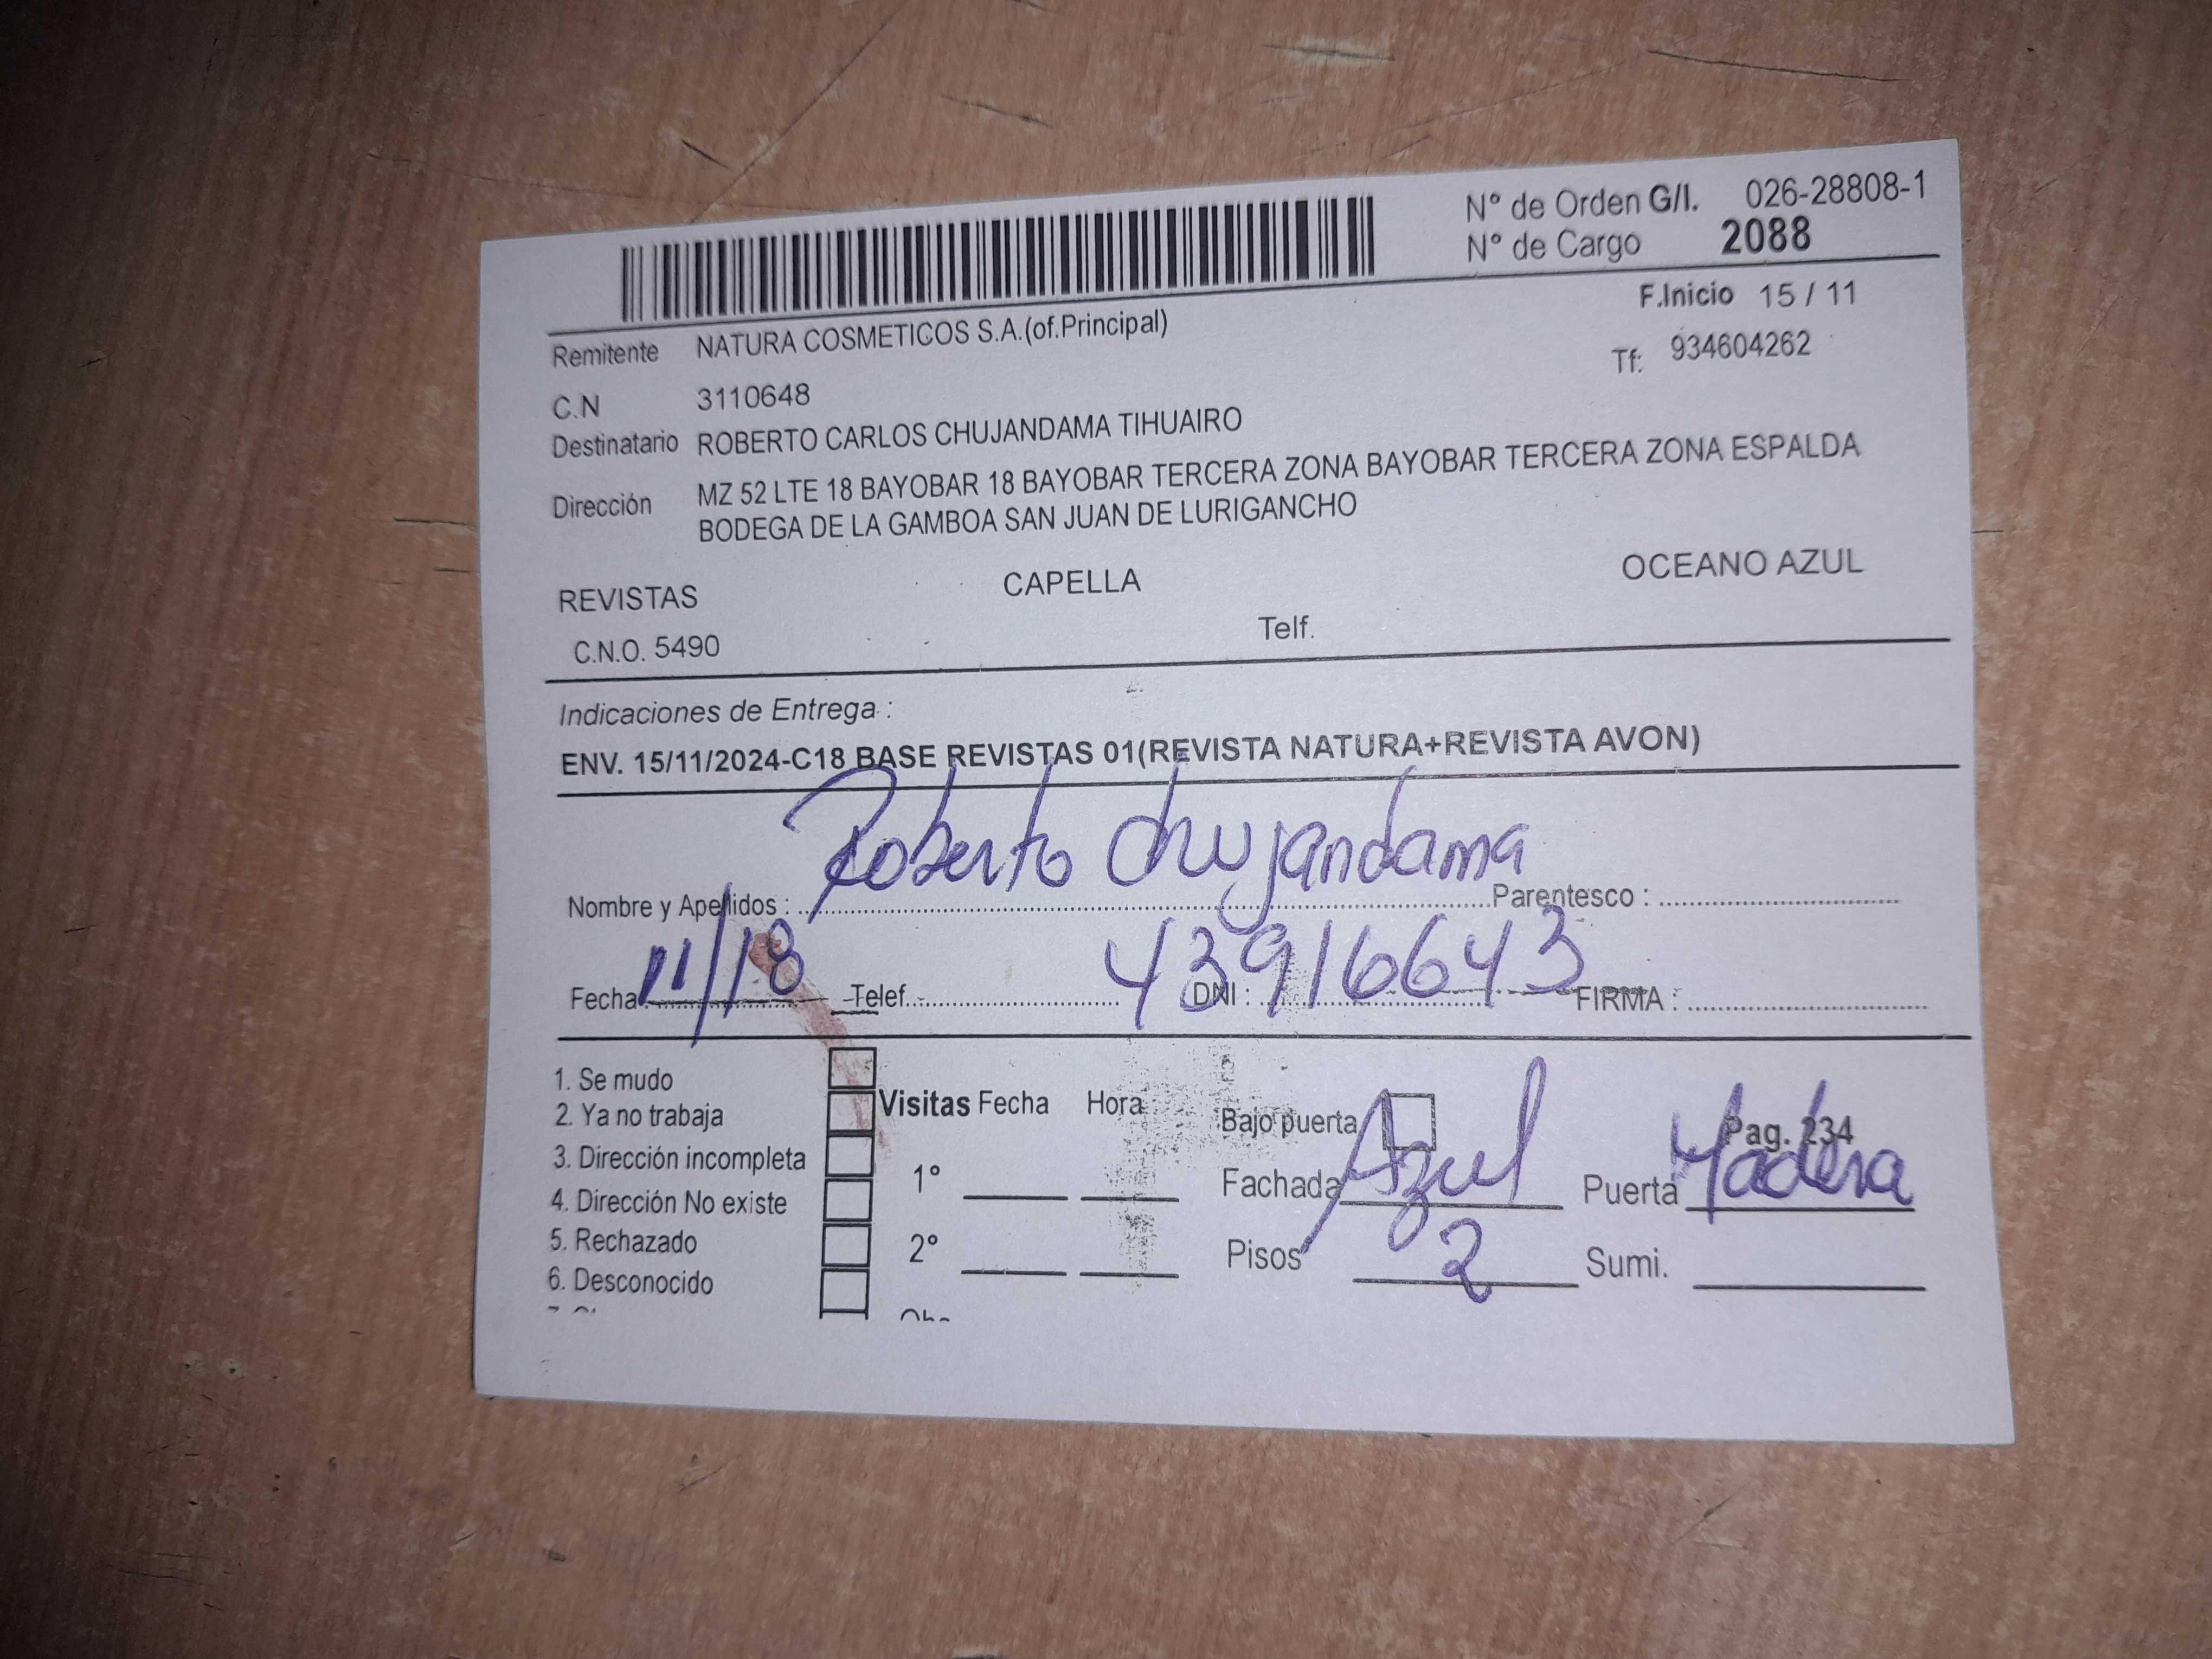 N° de Orden G/I. 026-28808-1
N° de Cargo 2088
F.Inicio 15 / 11
Remitente NATURA COSMETICOS S.A.(of.Principal)
Tf: 934604262
C.N 3110648
Destinatario ROBERTO CARLOS CHUJANDAMA TIHUAIRO
Dirección MZ 52 LTE 18 BAYOBAR 18 BAYOBAR TERCERA ZONA BAYOBAR TERCERA ZONA ESPALDA
BODEGA DE LA GAMBOA SAN JUAN DE LURIGANCHO
REVISTAS CAPELLA OCEANO AZUL
C.N.O. 5490 Telf.
Indicaciones de Entrega :
ENV. 15/11/2024-C18 BASE REVISTAS 01(REVISTA NATURA+REVISTA AVON)
Nombre y Apellidos : Roberto Chujandama Parentesco :
Fecha 11/18 Telef. DNI : 43916643 FIRMA :
1. Se mudo
2. Ya no trabaja Visitas Fecha Hora Bajo puerta Pag. 234
3. Dirección incompleta 1°
4. Dirección No existe Fachada Azul Puerta Madera
5. Rechazado 2° Pisos 2 Sumi.
6. Desconocido